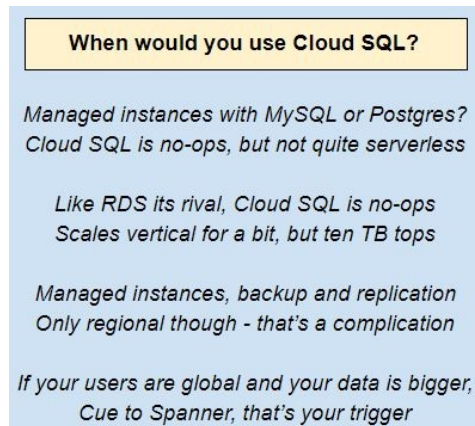 When would you use Cloud SQL?
Managed instances with MySQL or Postgres?
Cloud SQL is no-ops, but not quite serverless
Like RDS its rival, Cloud SQL is no-ops
Scales vertical for a bit, but ten TB tops
Managed instances, backup and replication
Only regional though - that's a complication
If your users are global and your data is bigger,
Cue to Spanner, that's your trigger